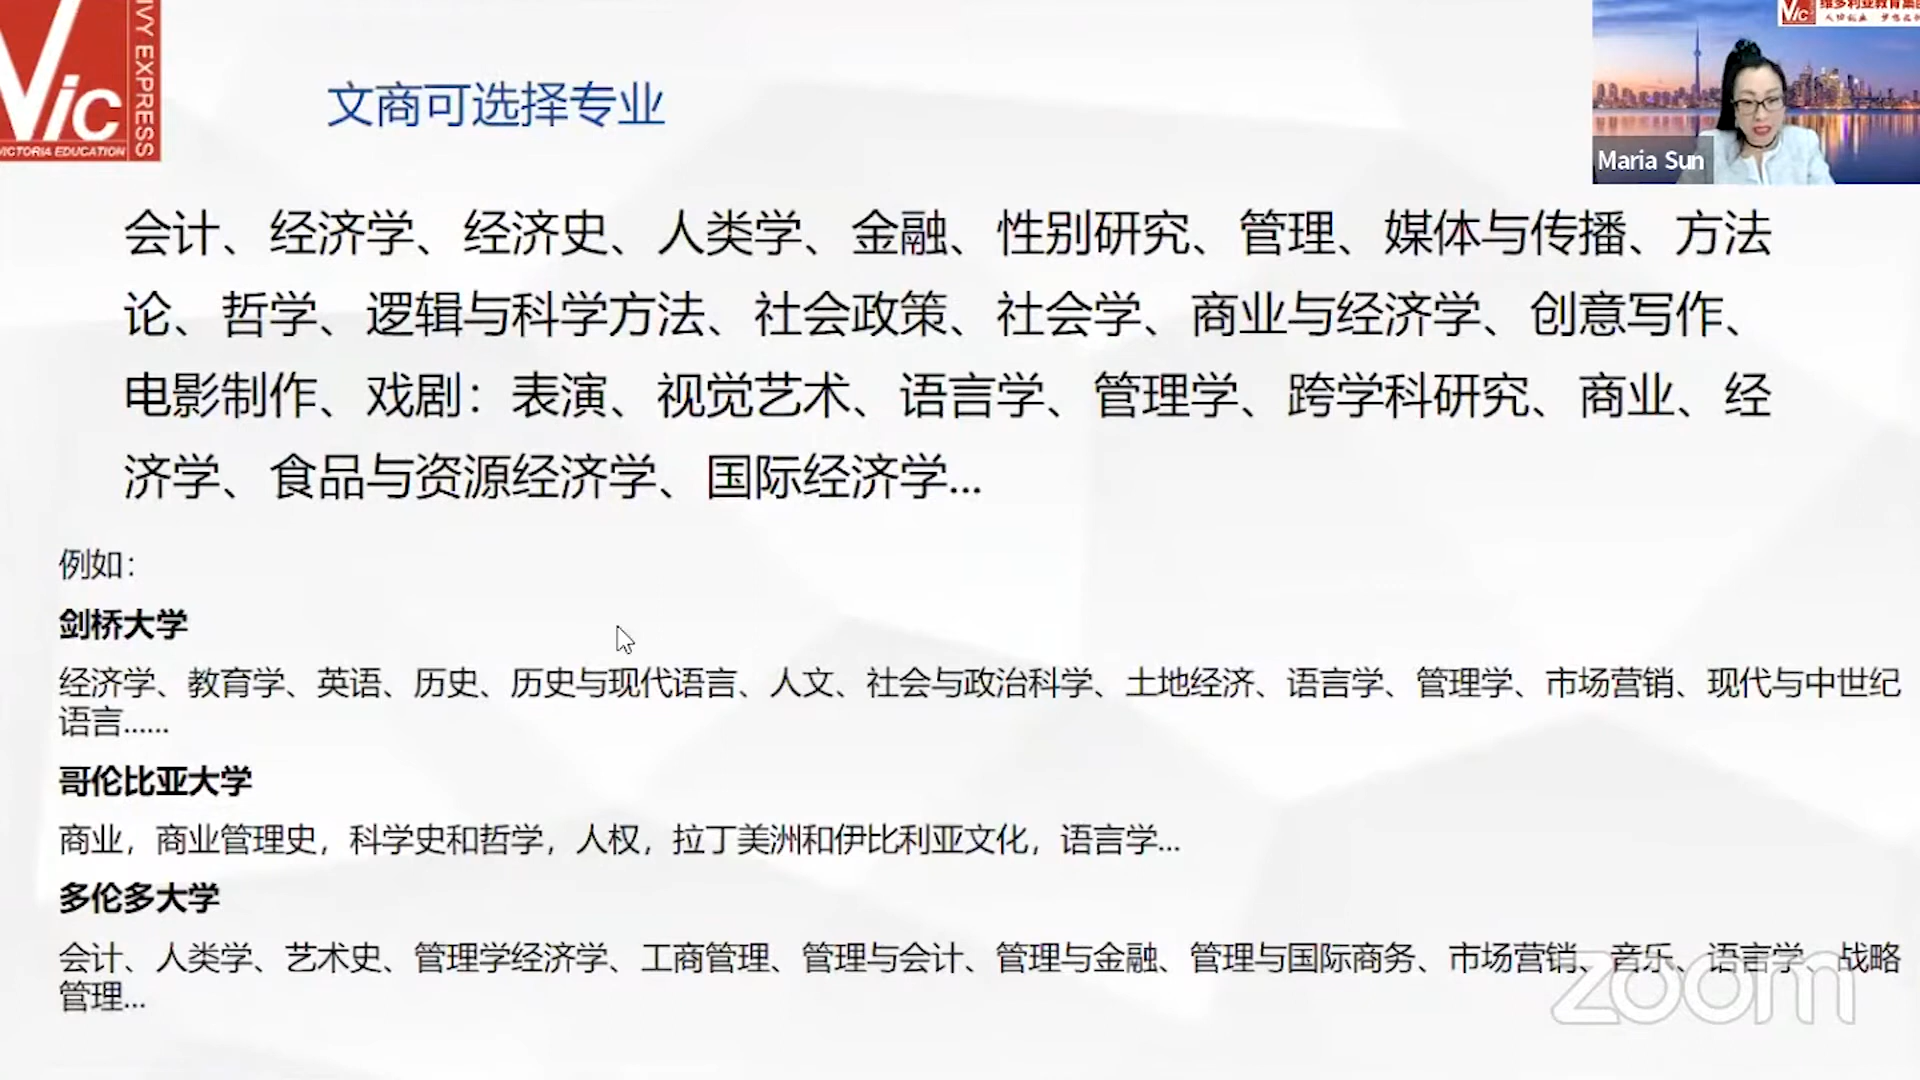 Vic
VICTORIA EDUCATION
IVY EXPRESS
文商可选择专业
Vic
维多利亚教育集团
Maria Sun
会计、经济学、经济史、人类学、金融、性别研究、管理、媒体与传播、方法
论、哲学、逻辑与科学方法、社会政策、社会学、商业与经济学、创意写作、
电影制作、戏剧：表演、视觉艺术、语言学、管理学、跨学科研究、商业、经
济学、食品与资源经济学、国际经济学...
例如：
剑桥大学
经济学、教育学、英语、历史、历史与现代语言、人文、社会与政治科学、土地经济、语言学、管理学、市场营销、现代与中世纪
语言......
哥伦比亚大学
商业，商业管理史，科学史和哲学，人权，拉丁美洲和伊比利亚文化，语言学...
多伦多大学
会计、人类学、艺术史、管理学经济学、工商管理、管理与会计、管理与金融、管理与国际商务、市场营销、音乐、语言学、战略
管理...
zoom